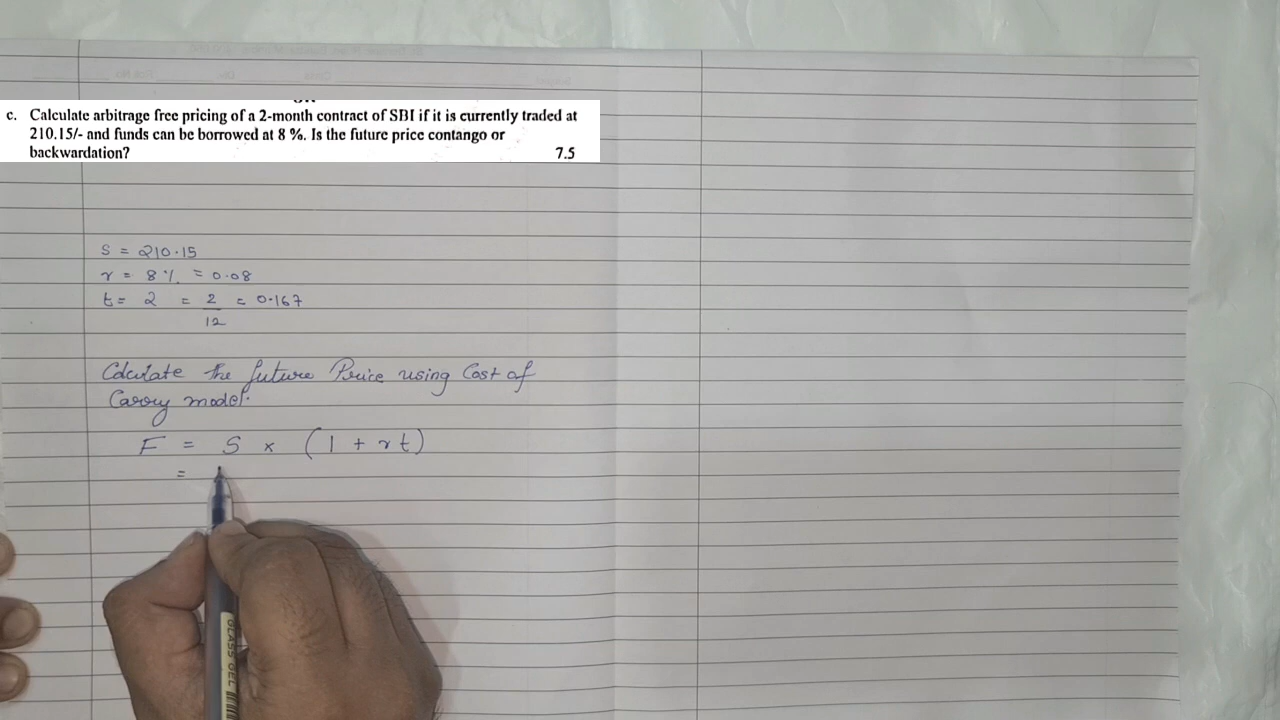 c. Calculate arbitrage free pricing of a 2-month contract of SBI if it is currently traded at
210.15/- and funds can be borrowed at 8 %. Is the future price contango or
backwardation? 7.5
S = 210.15
r = 8% = 0.08
t = 2 = 2/12 = 0.167
Calculate the future Price using Cost of
Carry model.
F = S × (1 + rt)
=
GLASS GEL